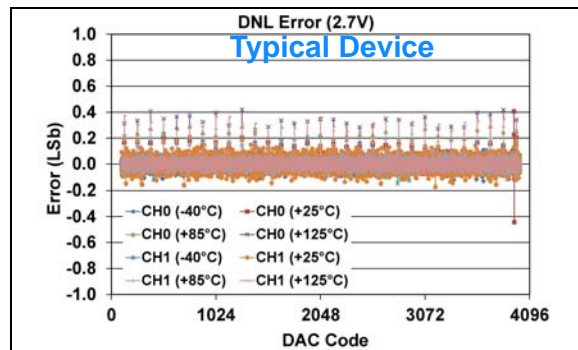 DNL Error (2.7V)
Typical Device
1.0
0.8
0.6
0.4
0.2
0.0
-0.2
-0.4
-0.6
-0.8
-1.0
Error (LSb)
CH0 (-40°C) CH0 (+25°C)
CH0 (+85°C) CH0 (+125°C)
CH1 (-40°C) CH1 (+25°C)
CH1 (+85°C) CH1 (+125°C)
0 1024 2048 3072 4096
DAC Code